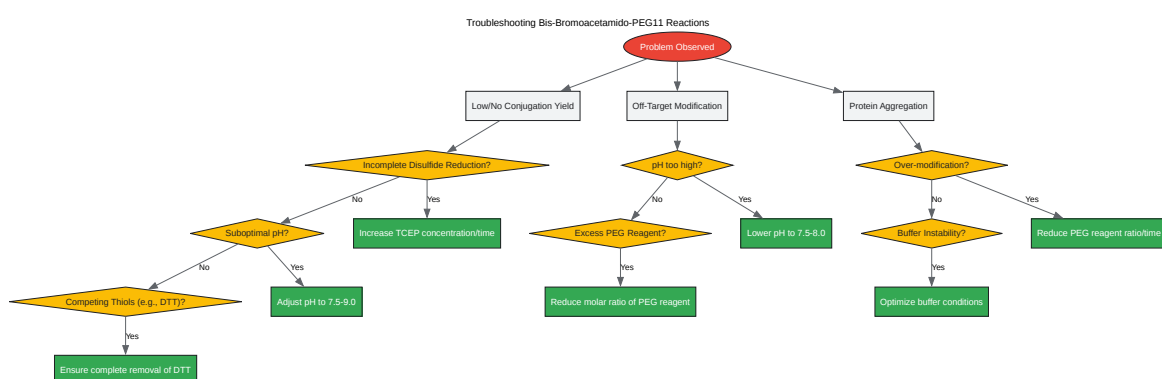 Troubleshooting Bis-Bromoacetamido-PEG11 Reactions
Problem Observed
Low/No Conjugation Yield
Off-Target Modification
Protein Aggregation
Incomplete Disulfide Reduction?
pH too high?
Over-modification?
No
Yes
No
Yes
No
Yes
Suboptimal pH?
Increase TCEP concentration/time
Excess PEG Reagent?
Lower pH to 7.5-8.0
Buffer Instability?
Reduce PEG reagent ratio/time
No
Yes
Yes
Yes
Competing Thiols (e.g., DTT)?
Adjust pH to 7.5-9.0
Reduce molar ratio of PEG reagent
Optimize buffer conditions
Yes
Ensure complete removal of DTT